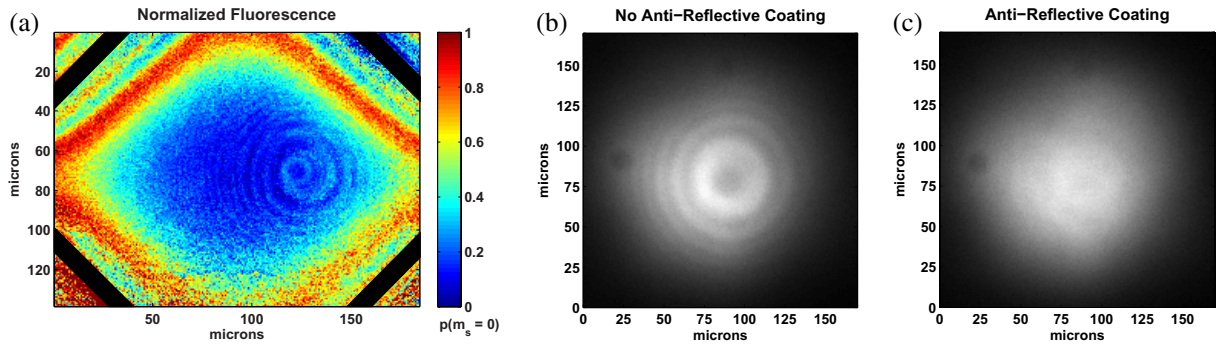 (a)
Normalized Fluorescence
microns
20
40
60
80
100
120
50
100
150
microns
1
0.8
0.6
0.4
0.2
0
p(m_s = 0)
(b)
No Anti−Reflective Coating
microns
150
125
100
75
50
25
0
0 25 50 75 100 125 150
microns
(c)
Anti−Reflective Coating
microns
150
125
100
75
50
25
0
0 25 50 75 100 125 150
microns